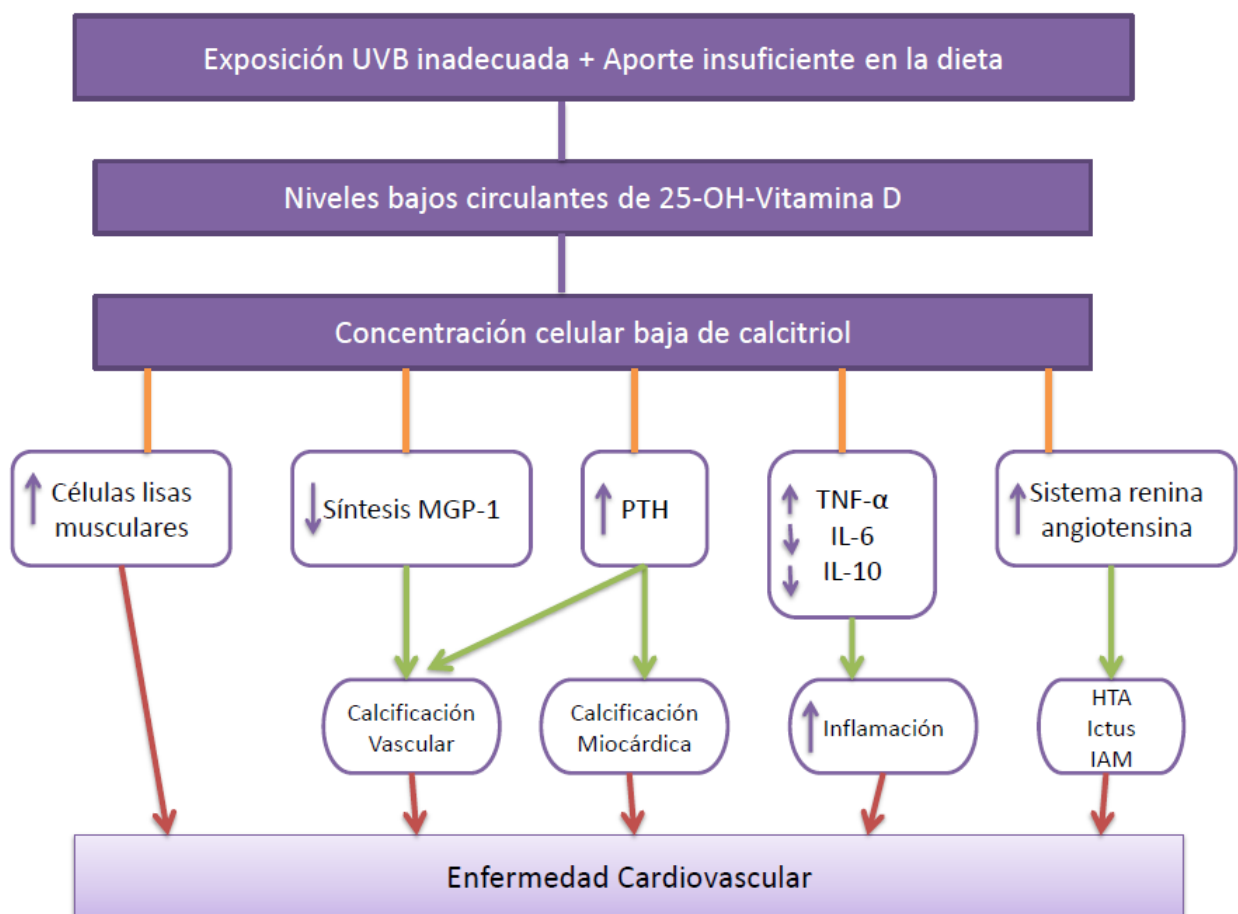 Exposición UVB inadecuada + Aporte insuficiente en la dieta
Niveles bajos circulantes de 25-OH-Vitamina D
Concentración celular baja de calcitriol
Células lisas
musculares
Síntesis MGP-1
PTH
TNF-α
IL-6
IL-10
Sistema renina
angiotensina
Calcificación
Vascular
Calcificación
Miocárdica
Inflamación
HTA
Ictus
IAM
Enfermedad Cardiovascular